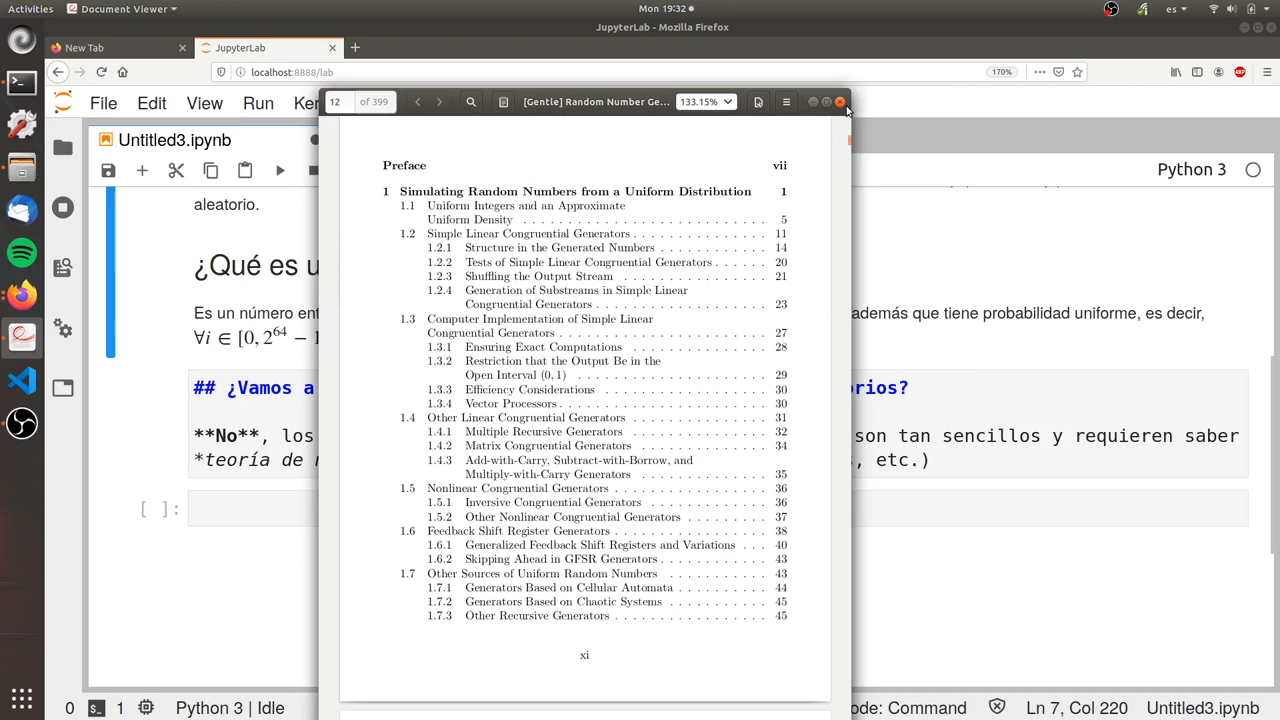 Activities
Document Viewer
Mon 19:32
es
JupyterLab - Mozilla Firefox
New Tab
JupyterLab
localhost:8888/lab
170%
ABP
File Edit View Run Ker
12 of 399
[Gentle] Random Number Ge...
133.15%
Untitled3.ipynb
Python 3
aleatorio.
¿Qué es u
Es un número ent
además que tiene probabilidad uniforme, es decir,
∀i ∈ [0, 2^64 − 1
## ¿Vamos a
orios?
**No**, los
son tan sencillos y requieren saber
*teoría de
, etc.)
[ ]:
Preface vii
1 Simulating Random Numbers from a Uniform Distribution 1
1.1 Uniform Integers and an Approximate
Uniform Density . . . . . . . . . . . . . . . . . . . . . . 5
1.2 Simple Linear Congruential Generators . . . . . . . . . . . 11
1.2.1 Structure in the Generated Numbers . . . . . . . . . 14
1.2.2 Tests of Simple Linear Congruential Generators . . . . 20
1.2.3 Shuffling the Output Stream . . . . . . . . . . . . 21
1.2.4 Generation of Substreams in Simple Linear
Congruential Generators . . . . . . . . . . . . . . 23
1.3 Computer Implementation of Simple Linear
Congruential Generators . . . . . . . . . . . . . . . . . 27
1.3.1 Ensuring Exact Computations . . . . . . . . . . . . 28
1.3.2 Restriction that the Output Be in the
Open Interval (0, 1) . . . . . . . . . . . . . . . . 29
1.3.3 Efficiency Considerations . . . . . . . . . . . . . 30
1.3.4 Vector Processors . . . . . . . . . . . . . . . . . 30
1.4 Other Linear Congruential Generators . . . . . . . . . . . 31
1.4.1 Multiple Recursive Generators . . . . . . . . . . . 32
1.4.2 Matrix Congruential Generators . . . . . . . . . . . 34
1.4.3 Add-with-Carry, Subtract-with-Borrow, and
Multiply-with-Carry Generators . . . . . . . . . . . 35
1.5 Nonlinear Congruential Generators . . . . . . . . . . . . 36
1.5.1 Inversive Congruential Generators . . . . . . . . . 36
1.5.2 Other Nonlinear Congruential Generators . . . . . . 37
1.6 Feedback Shift Register Generators . . . . . . . . . . . . 38
1.6.1 Generalized Feedback Shift Registers and Variations . . . 40
1.6.2 Skipping Ahead in GFSR Generators . . . . . . . . . 43
1.7 Other Sources of Uniform Random Numbers . . . . . . . . . 43
1.7.1 Generators Based on Cellular Automata . . . . . . . 44
1.7.2 Generators Based on Chaotic Systems . . . . . . . . 45
1.7.3 Other Recursive Generators . . . . . . . . . . . . . 45
xi
0 1 Python 3 | Idle
ode: Command
Ln 7, Col 220
Untitled3.ipynb